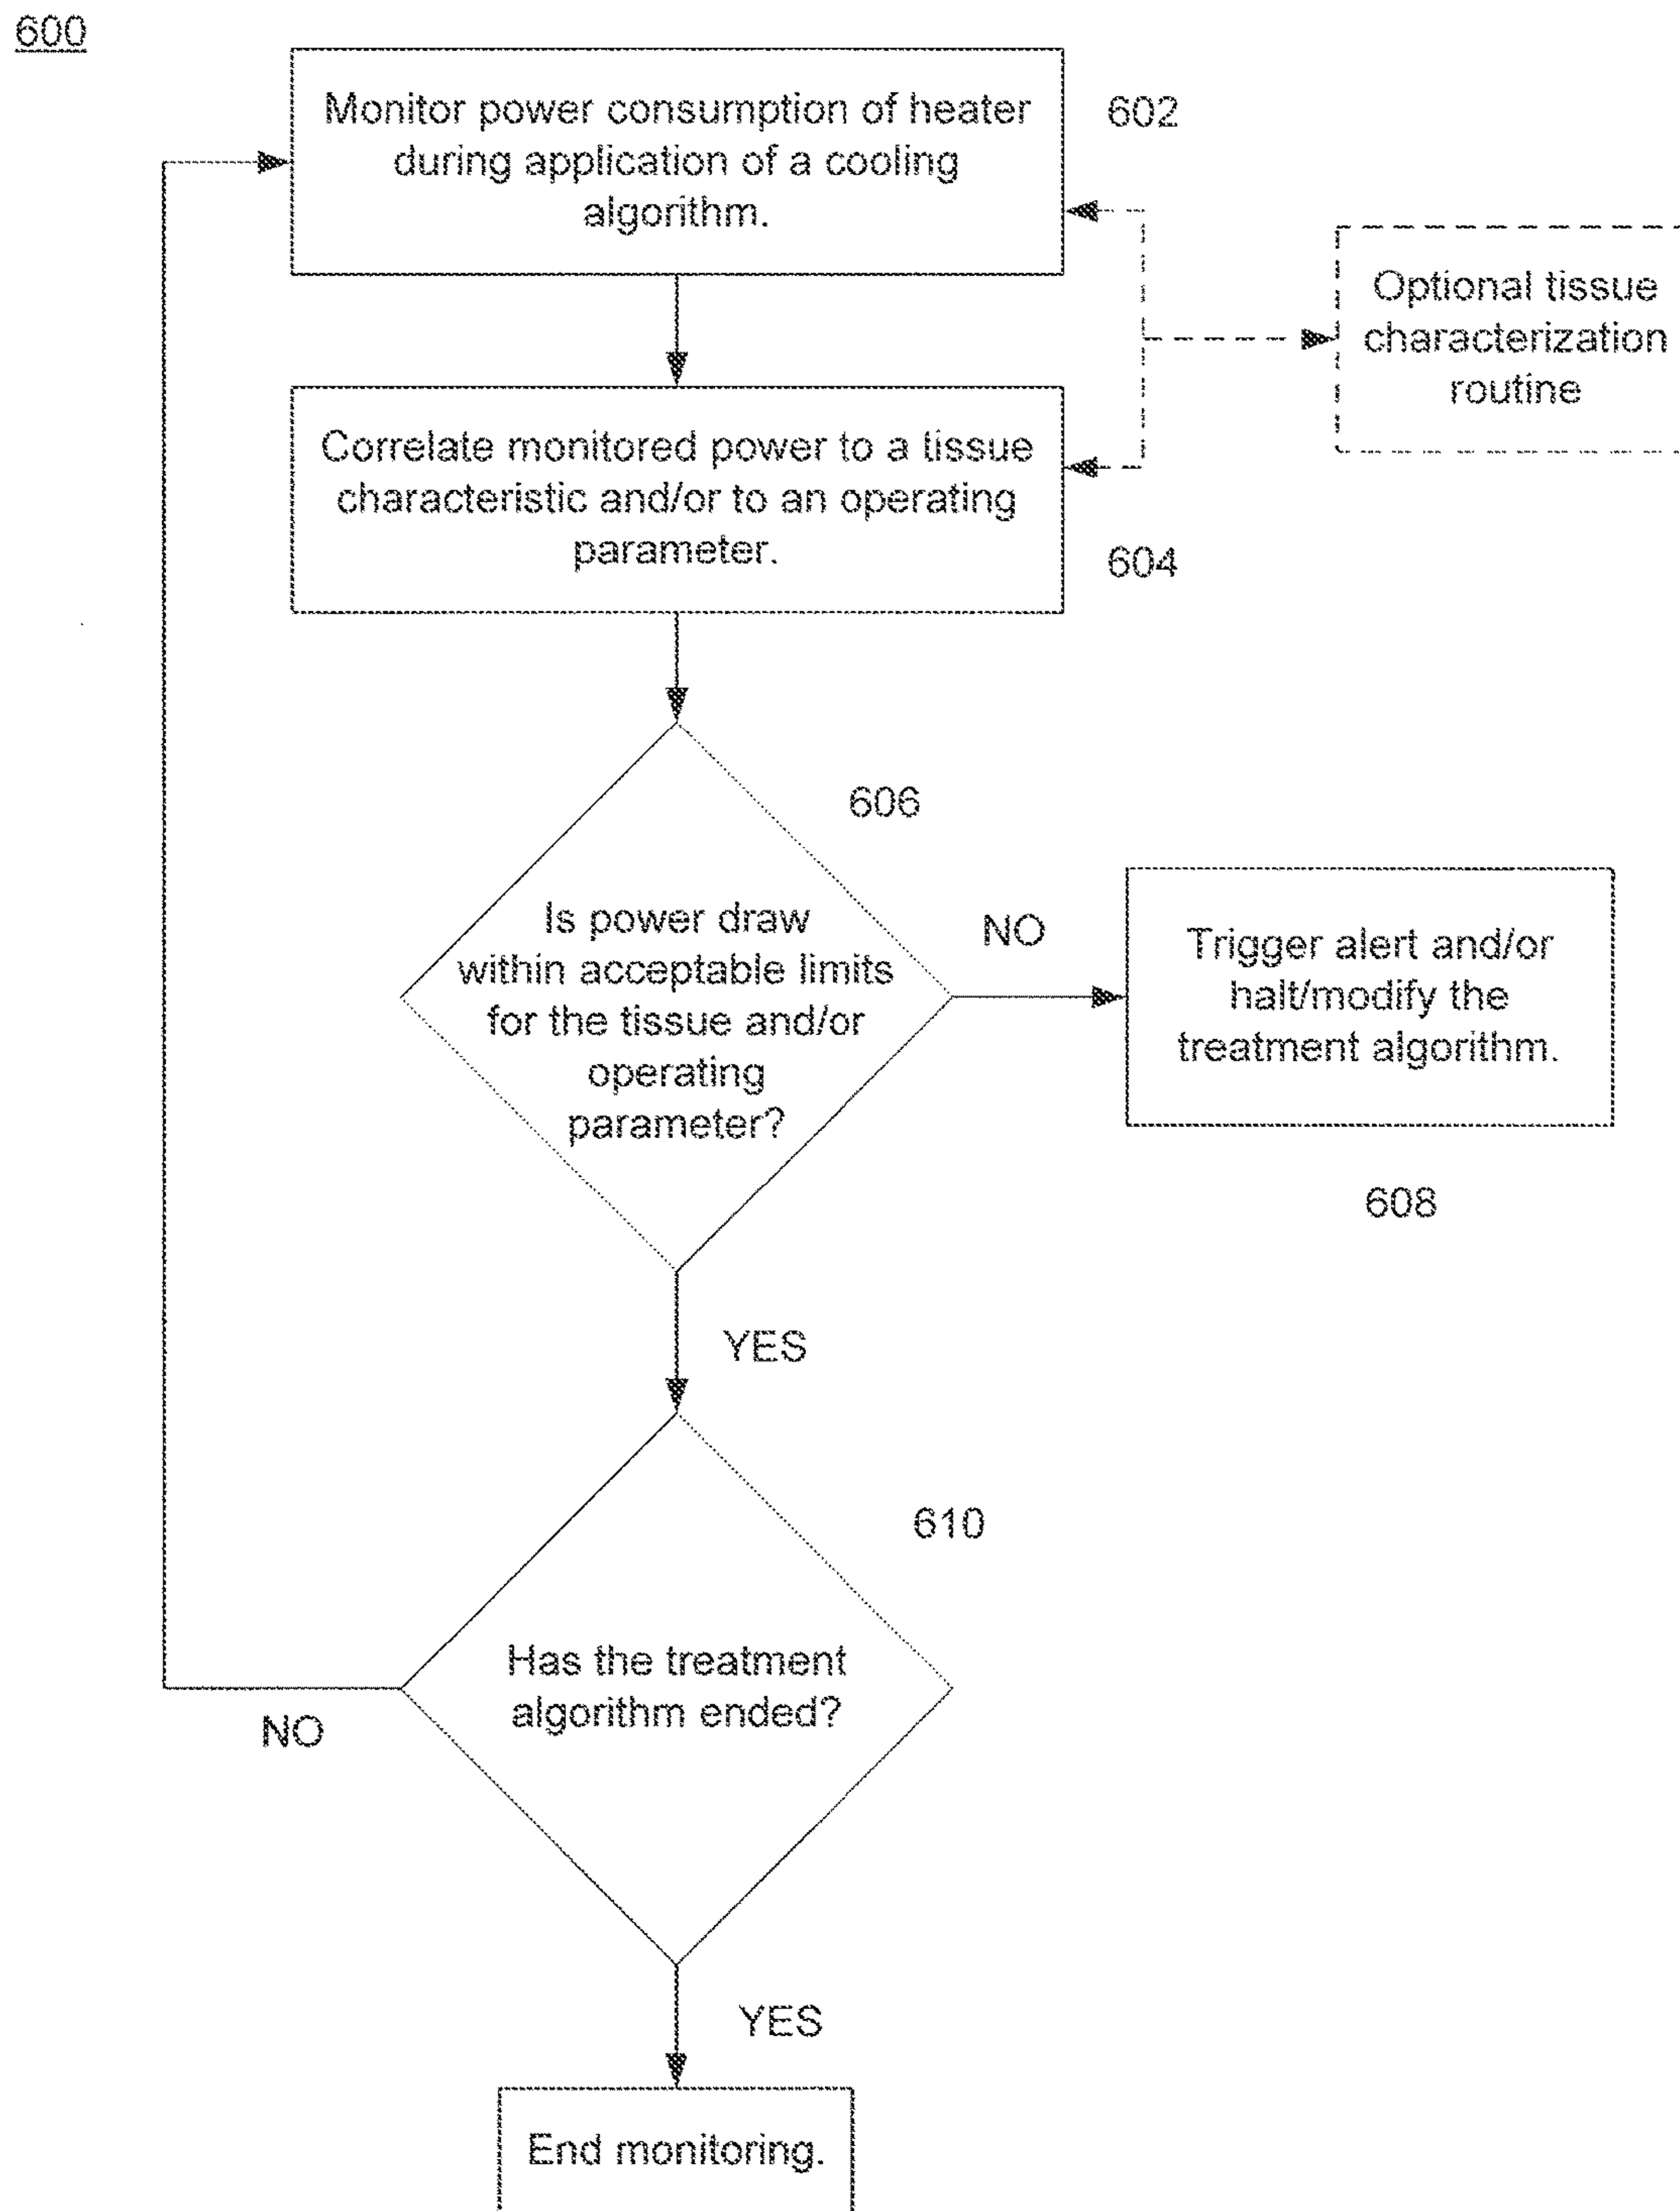 600
Monitor power consumption of heater
during application of a cooling
algorithm.
602
Optional tissue
characterization
routine
Correlate monitored power to a tissue
characteristic and/or to an operating
parameter.
604
606
Is power draw
within acceptable limits
for the tissue and/or
operating
parameter?
NO
Trigger alert and/or
halt/modify the
treatment algorithm.
608
YES
610
Has the treatment
algorithm ended?
NO
YES
End monitoring.